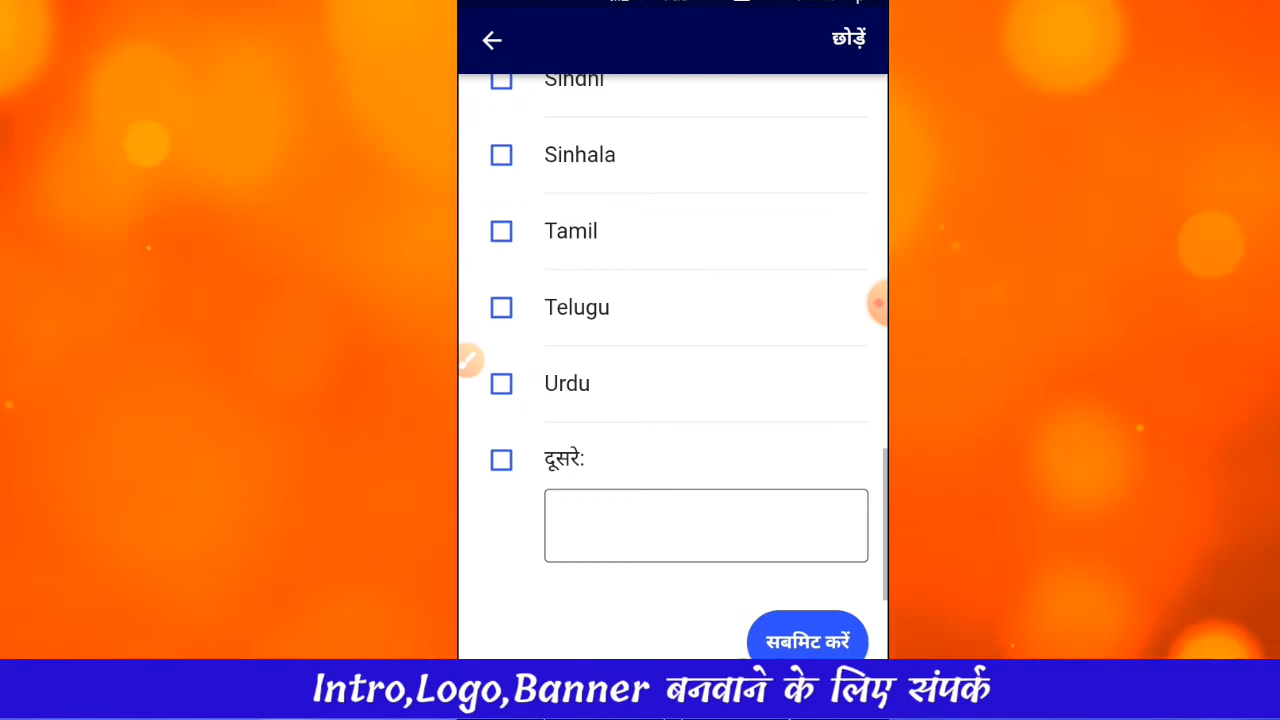 छोड़ें
Sindhi
Sinhala
Tamil
Telugu
Urdu
दूसरे:
सबमिट करें
Intro,Logo,Banner बनवाने के लिए संपर्क